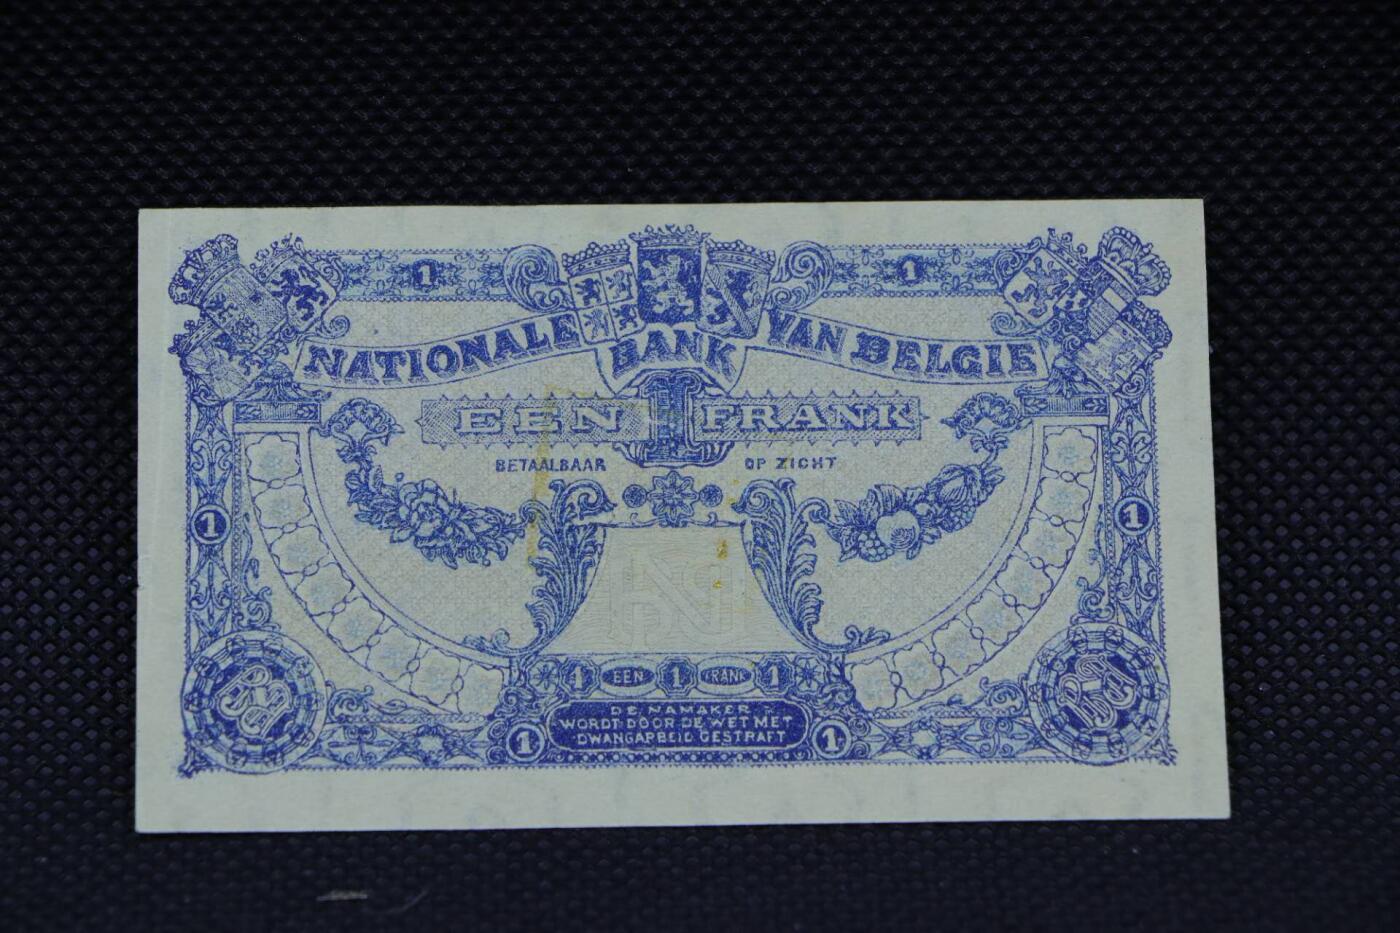 1 1
NATIONALE BANK VAN BELGIE
EEN 1 FRANK
BETAALBAAR OP ZICHT
1 1
1 EEN 1 FRANK 1
DE NAMAKER
WORDT DOOR DE WET MET
DWANGARBEID GESTRAFT
1 1